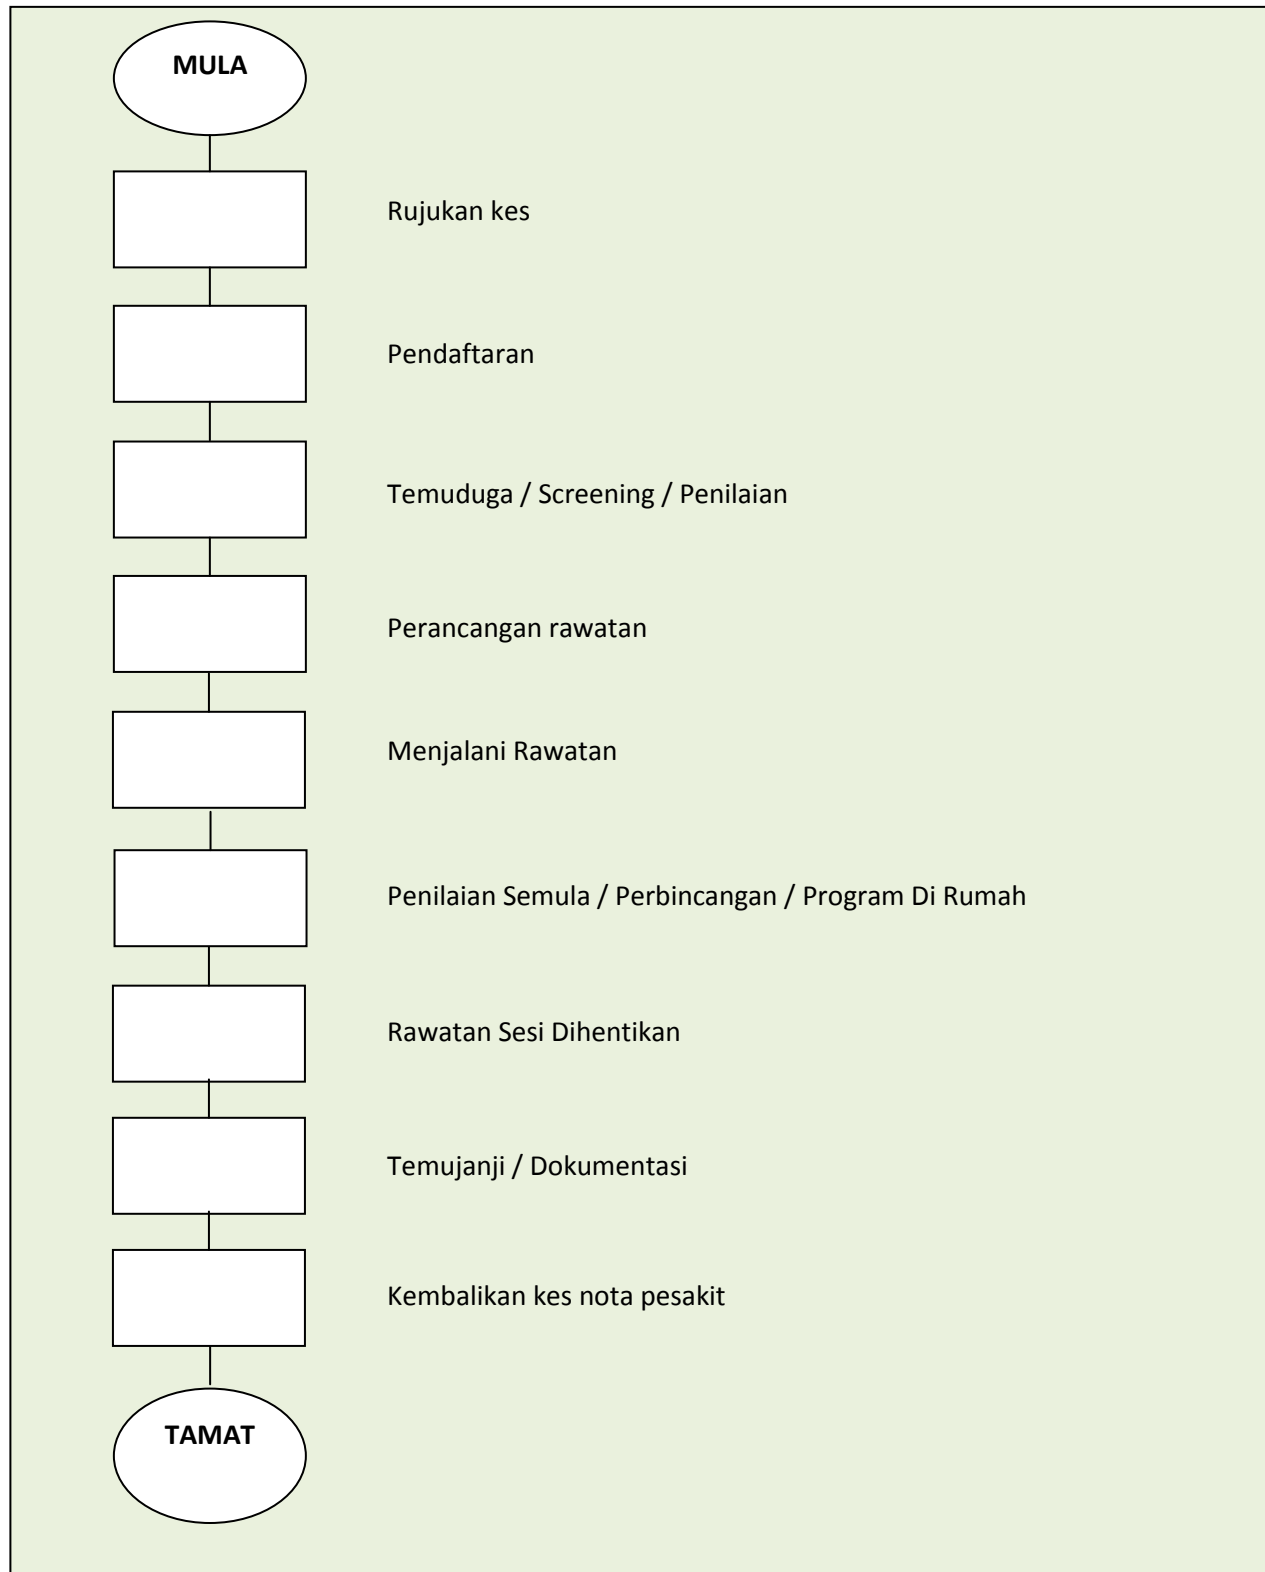 MULA
Rujukan kes
Pendaftaran
Temuduga / Screening / Penilaian
Perancangan rawatan
Menjalani Rawatan
Penilaian Semula / Perbincangan / Program Di Rumah
Rawatan Sesi Dihentikan
Temujanji / Dokumentasi
Kembalikan kes nota pesakit
TAMAT